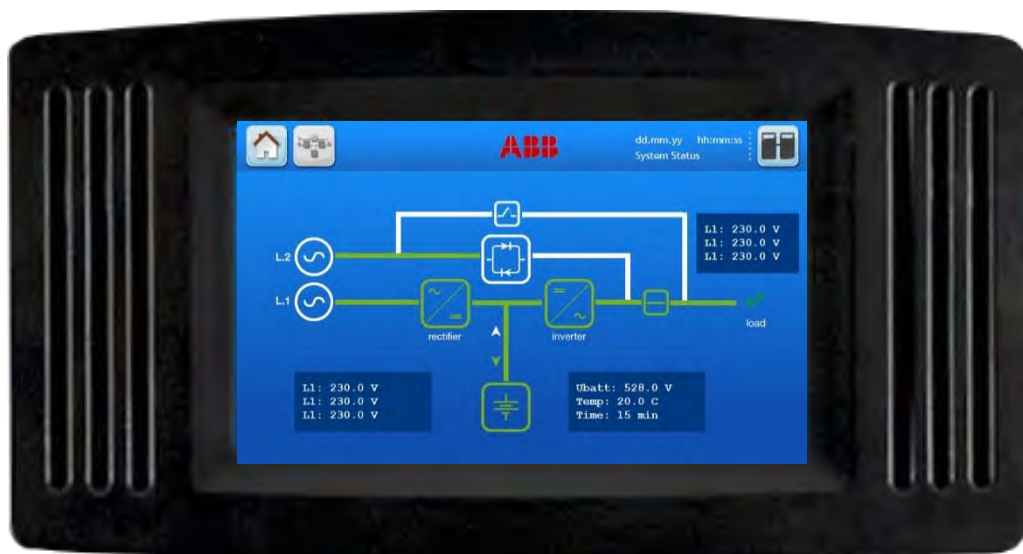 ABB
dd.mm.yy hh:mm:ss
System Status
L1: 230.0 V
L1: 230.0 V
L1: 230.0 V
L.2
L.1
rectifier
inverter
load
L1: 230.0 V
L1: 230.0 V
L1: 230.0 V
Ubatt: 528.0 V
Temp: 20.0 C
Time: 15 min